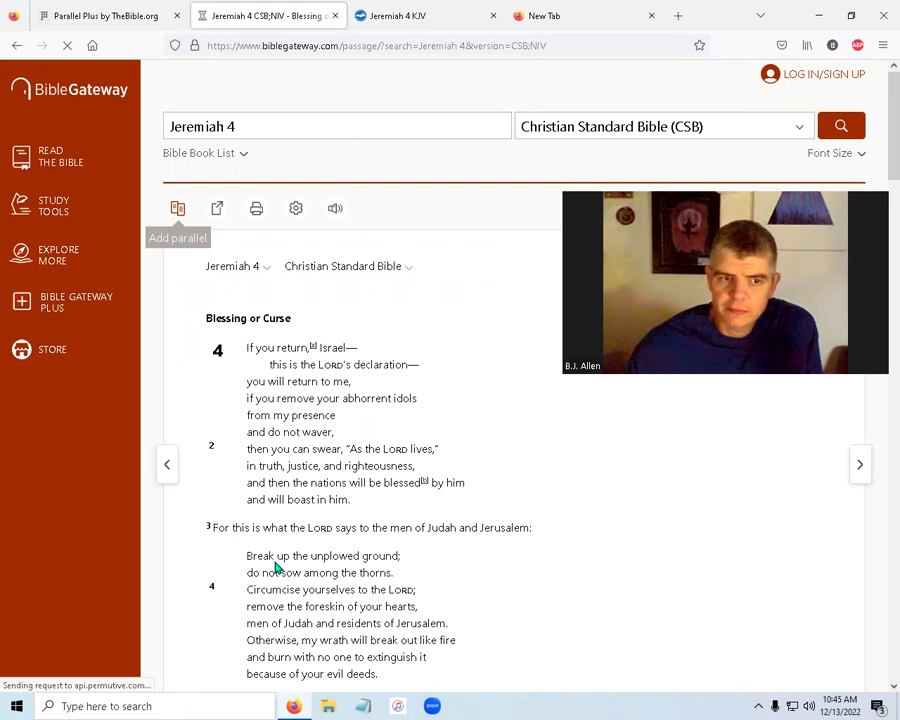 Parallel Plus by TheBible.org
Jeremiah 4 CSB;NIV - Blessing o
Jeremiah 4 KJV
New Tab
https://www.biblegateway.com/passage/?search=Jeremiah 4&version=CSB;NIV
BibleGateway
LOG IN/SIGN UP
Jeremiah 4
Christian Standard Bible (CSB)
Bible Book List
Font Size
READ
THE BIBLE
STUDY
TOOLS
EXPLORE
MORE
BIBLE GATEWAY
PLUS
STORE
Add parallel
Jeremiah 4
Christian Standard Bible
Blessing or Curse
4 If you return,[a] Israel—
this is the LORD's declaration—
you will return to me,
if you remove your abhorrent idols
from my presence
and do not waver,
2 then you can swear, “As the LORD lives,”
in truth, justice, and righteousness,
and then the nations will be blessed[b] by him
and will boast in him.
3 For this is what the LORD says to the men of Judah and Jerusalem:
Break up the unplowed ground;
do not sow among the thorns.
4 Circumcise yourselves to the LORD;
remove the foreskin of your hearts,
men of Judah and residents of Jerusalem.
Otherwise, my wrath will break out like fire
and burn with no one to extinguish it
because of your evil deeds.
B.J. Allen
Sending request to api.permutive.com...
Type here to search
10:45 AM
12/13/2022
3
B
ABP
zoom